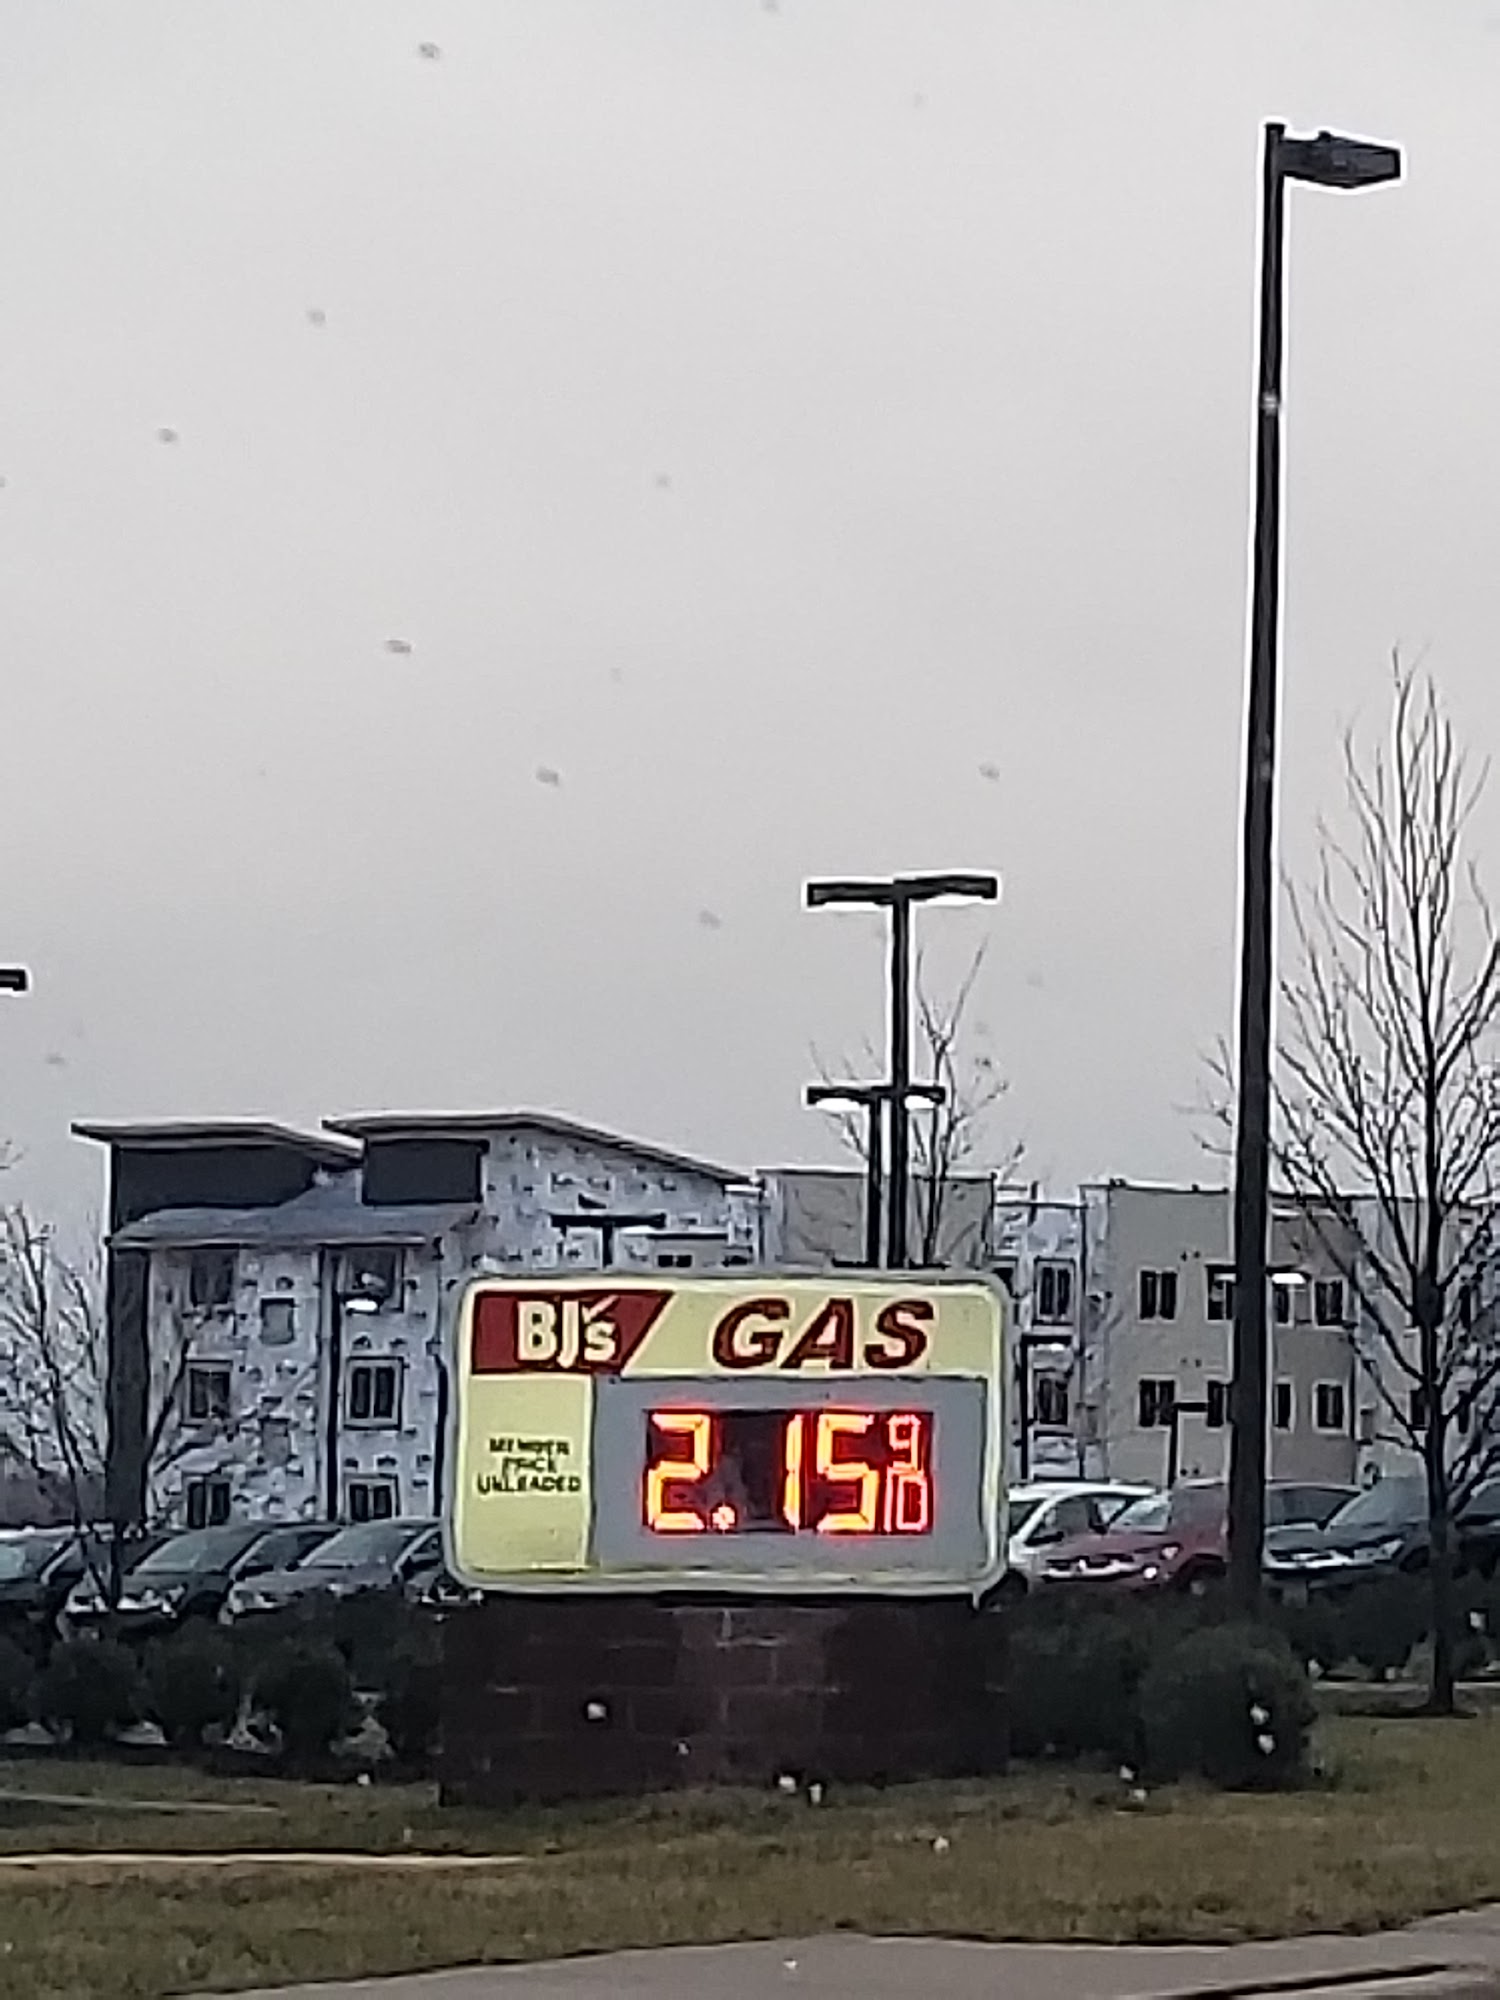 BJ's GAS
MEMBER
PRICE
UNLEADED
2.15 9/10